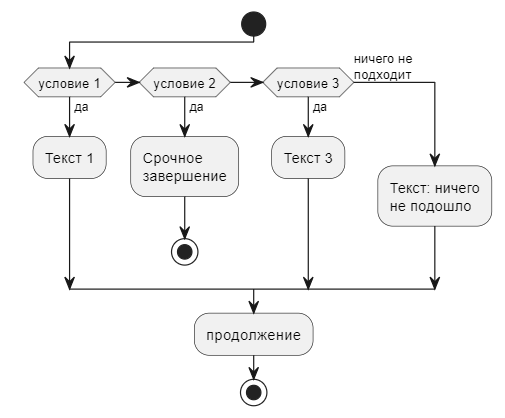 ничего не
подходит
условие 1
условие 2
условие 3
да
да
да
Текст 1
Срочное
завершение
Текст 3
Текст: ничего
не подошло
продолжение